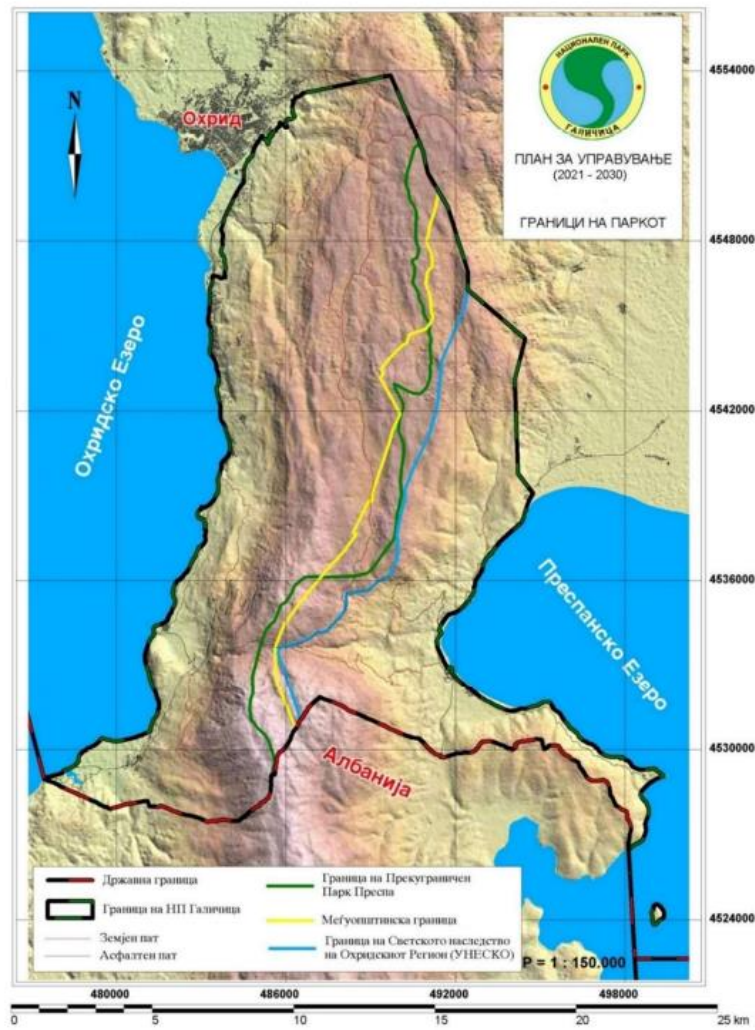 НАЦИОНАЛЕН ПАРК
ГАЛИЧИЦА
ПЛАН ЗА УПРАВУВАЊЕ
(2021 - 2030)
ГРАНИЦИ НА ПАРКОТ
N
Охрид
Охридско Езеро
Преспанско Езеро
Албанија
4554000
4548000
4542000
4536000
4530000
4524000
Државна граница
Граница на НП Галичица
Земјен пат
Асфалтен пат
Граница на Прекуграничен
Парк Преспа
Меѓуопштинска граница
Граница на Светското наследство
на Охридскиот Регион (УНЕСКО)
Р = 1 : 150.000
480000
486000
492000
498000
0 5 10 15 20 25 km